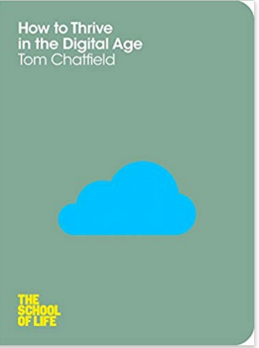 How to Thrive
in the Digital Age
Tom Chatfield
THE
SCHOOL
OF LIFE